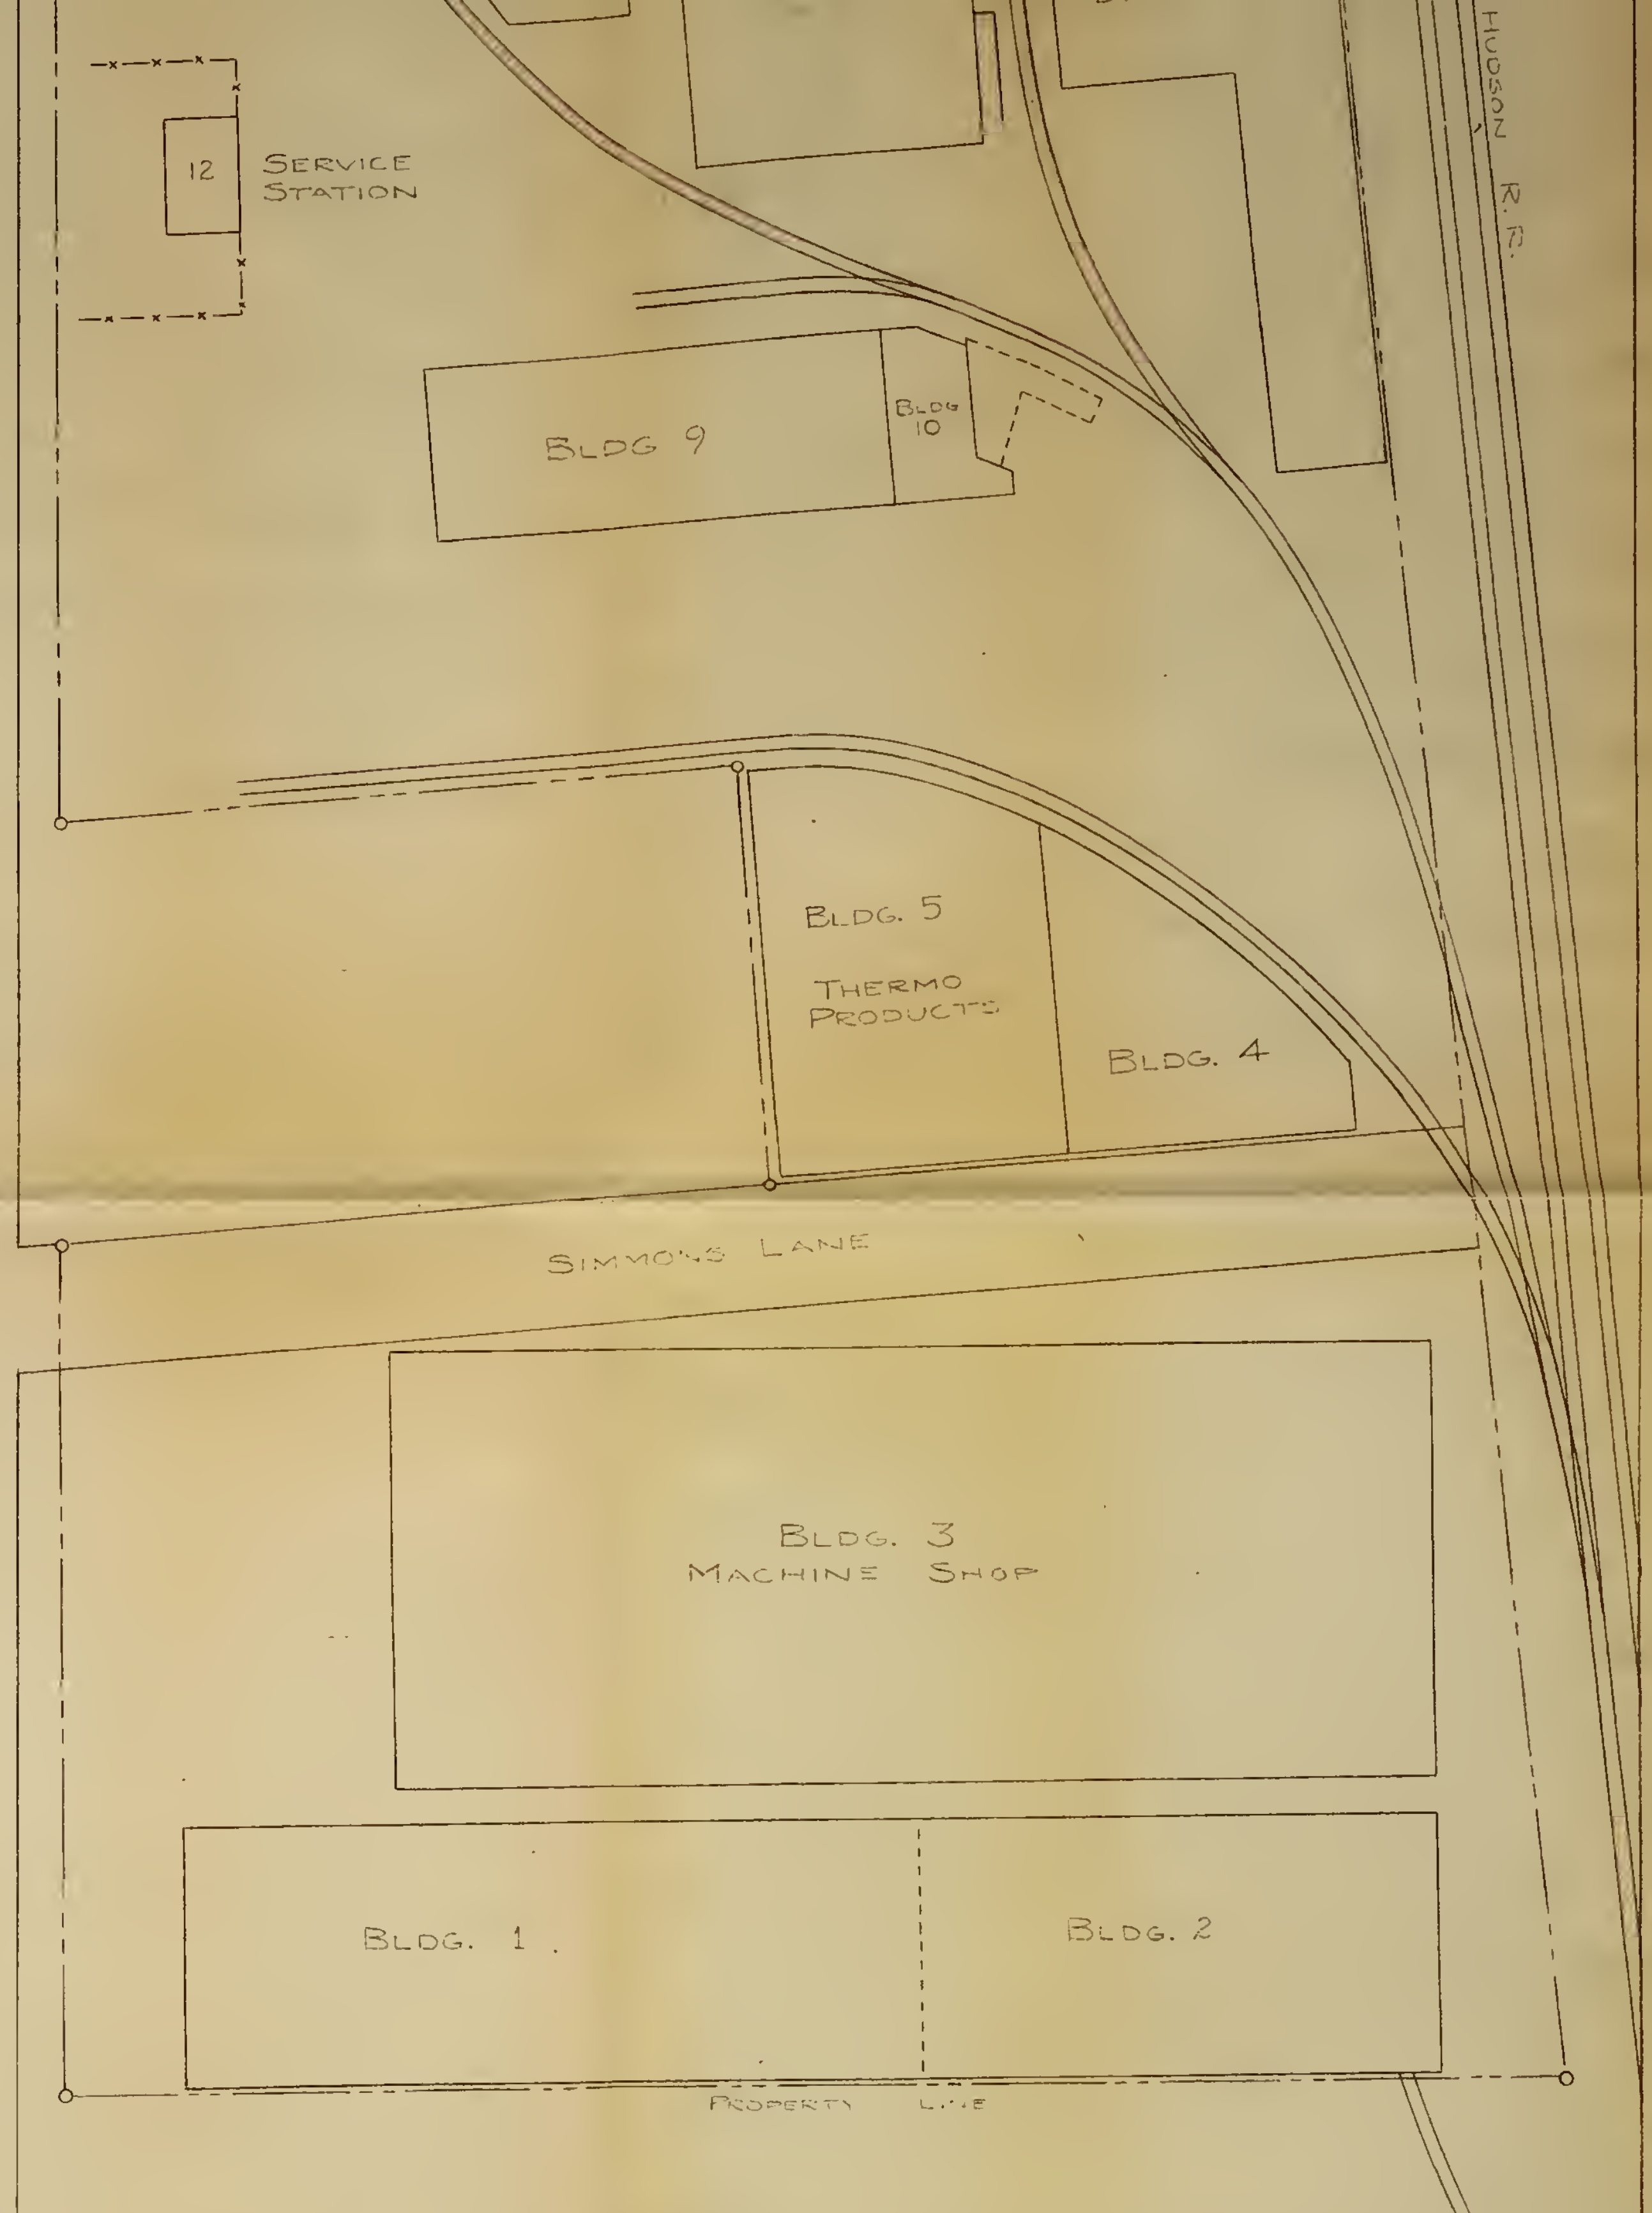 HUDSON R.R.
12
SERVICE
STATION
BLDG 9
BLDG
10
BLDG. 5
THERMO
PRODUCTS
BLDG. 4
SIMMONS LANE
BLDG. 3
MACHINE SHOP
BLDG. 1
BLDG. 2
PROPERTY LINE